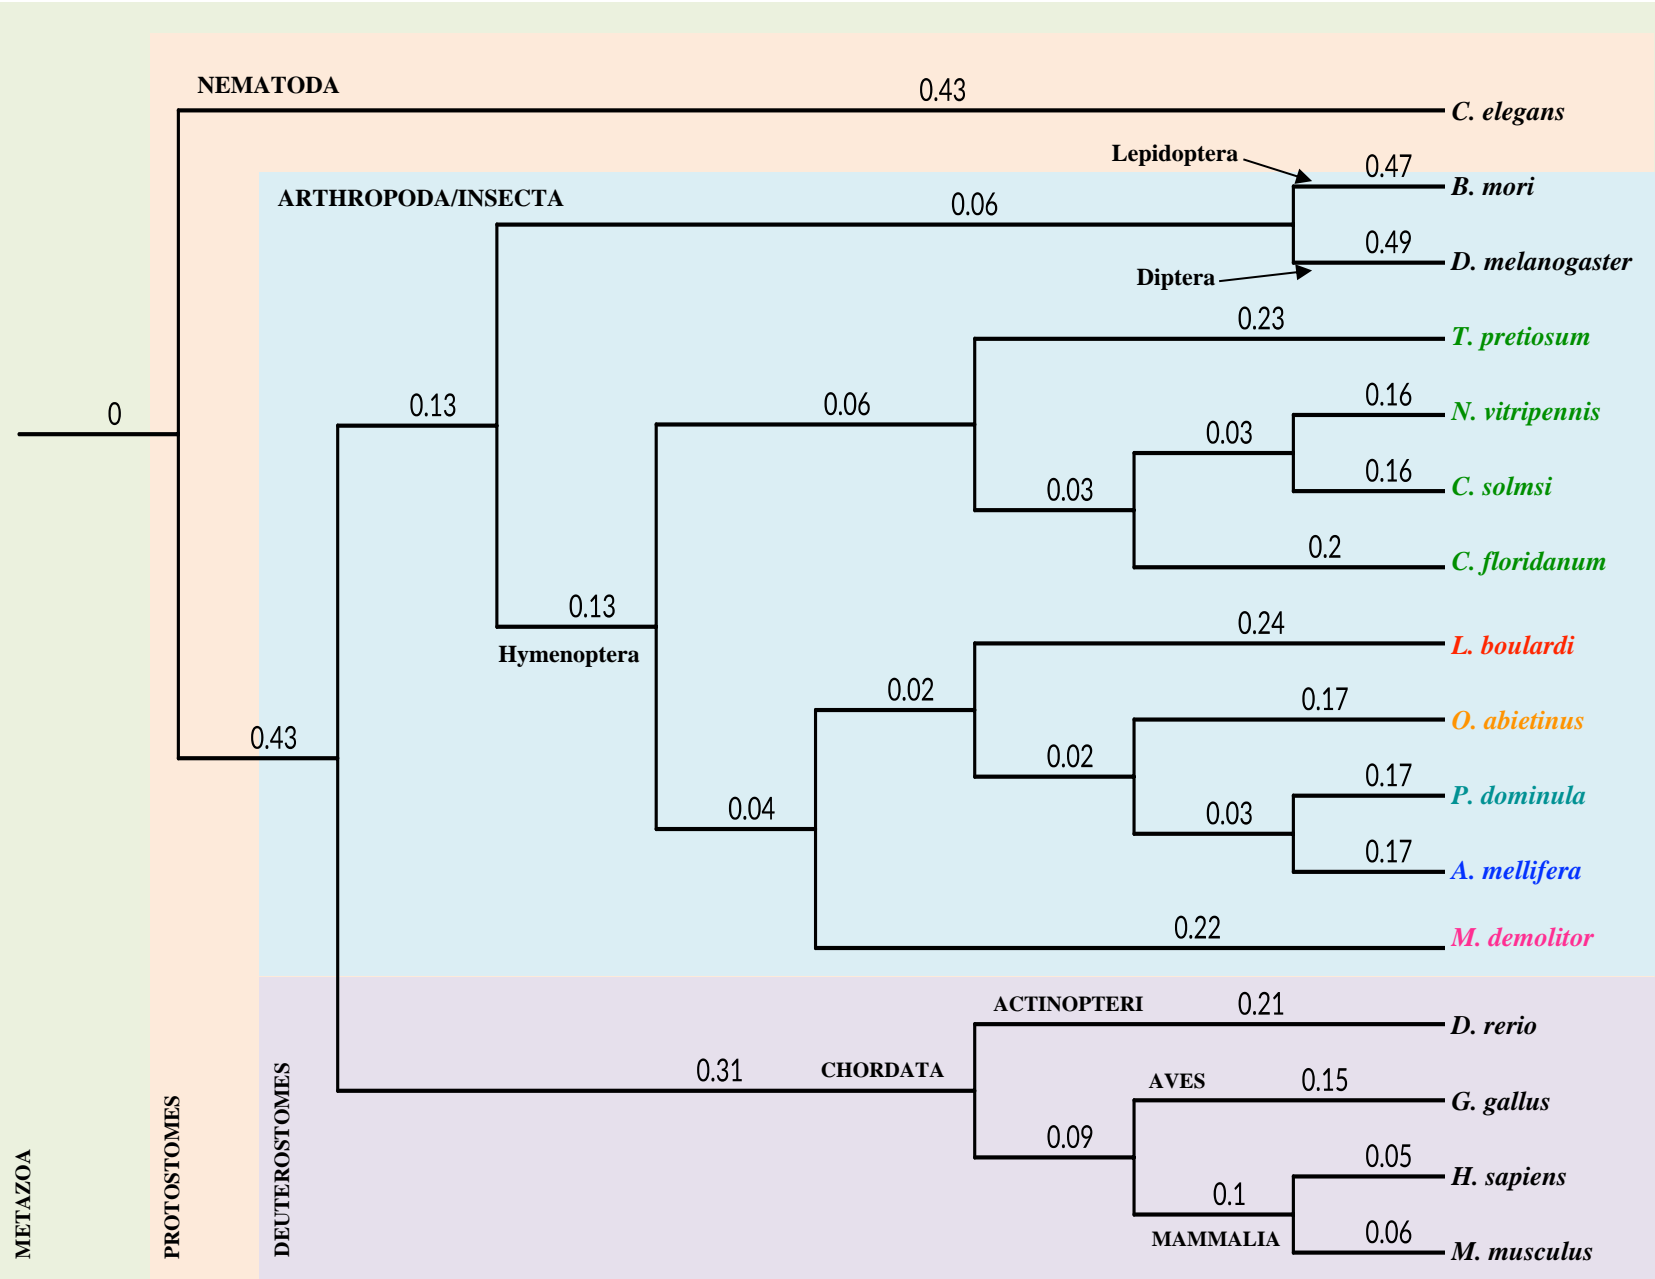 NEMATODA
0.43
C. elegans
Lepidoptera
0.47
B. mori
ARTHROPODA/INSECTA
0.06
0.49
D. melanogaster
Diptera
0.23
T. pretiosum
0
0.13
0.06
0.16
N. vitripennis
0.03
0.16
C. solmsi
0.03
0.2
C. floridanum
0.13
Hymenoptera
0.24
L. boulardi
0.02
0.17
O. abietinus
0.43
0.02
0.17
P. dominula
0.04
0.03
0.17
A. mellifera
0.22
M. demolitor
ACTINOPTERI
0.21
D. rerio
0.31
CHORDATA
AVES
0.15
G. gallus
0.09
0.05
H. sapiens
0.1
MAMMALIA
0.06
M. musculus
METAZOA
PROTOSTOMES
DEUTEROSTOMES